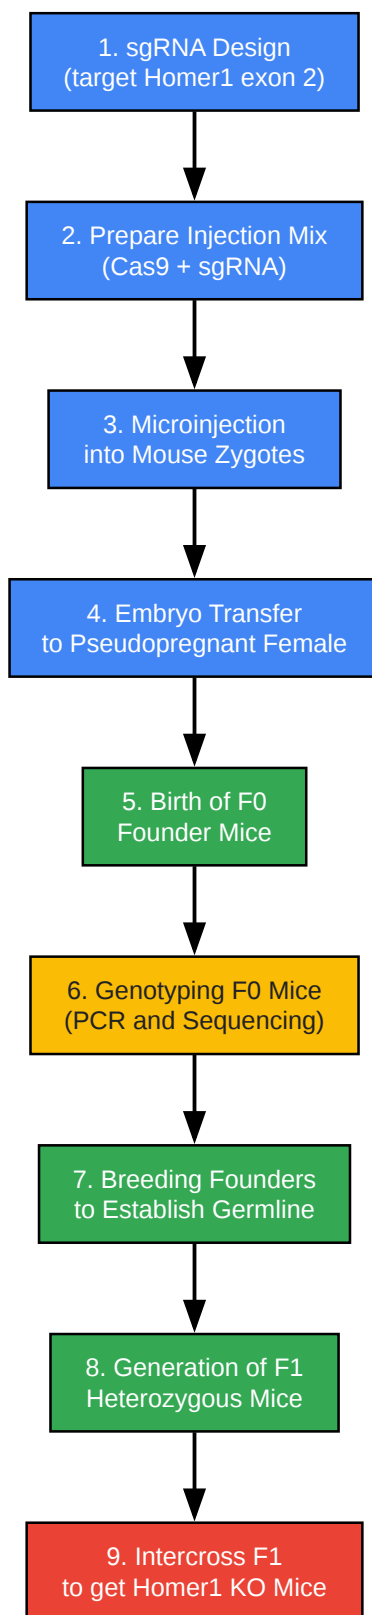 1. sgRNA Design
(target Homer1 exon 2)
2. Prepare Injection Mix
(Cas9 + sgRNA)
3. Microinjection
into Mouse Zygotes
4. Embryo Transfer
to Pseudopregnant Female
5. Birth of F0
Founder Mice
6. Genotyping F0 Mice
(PCR and Sequencing)
7. Breeding Founders
to Establish Germline
8. Generation of F1
Heterozygous Mice
9. Intercross F1
to get Homer1 KO Mice